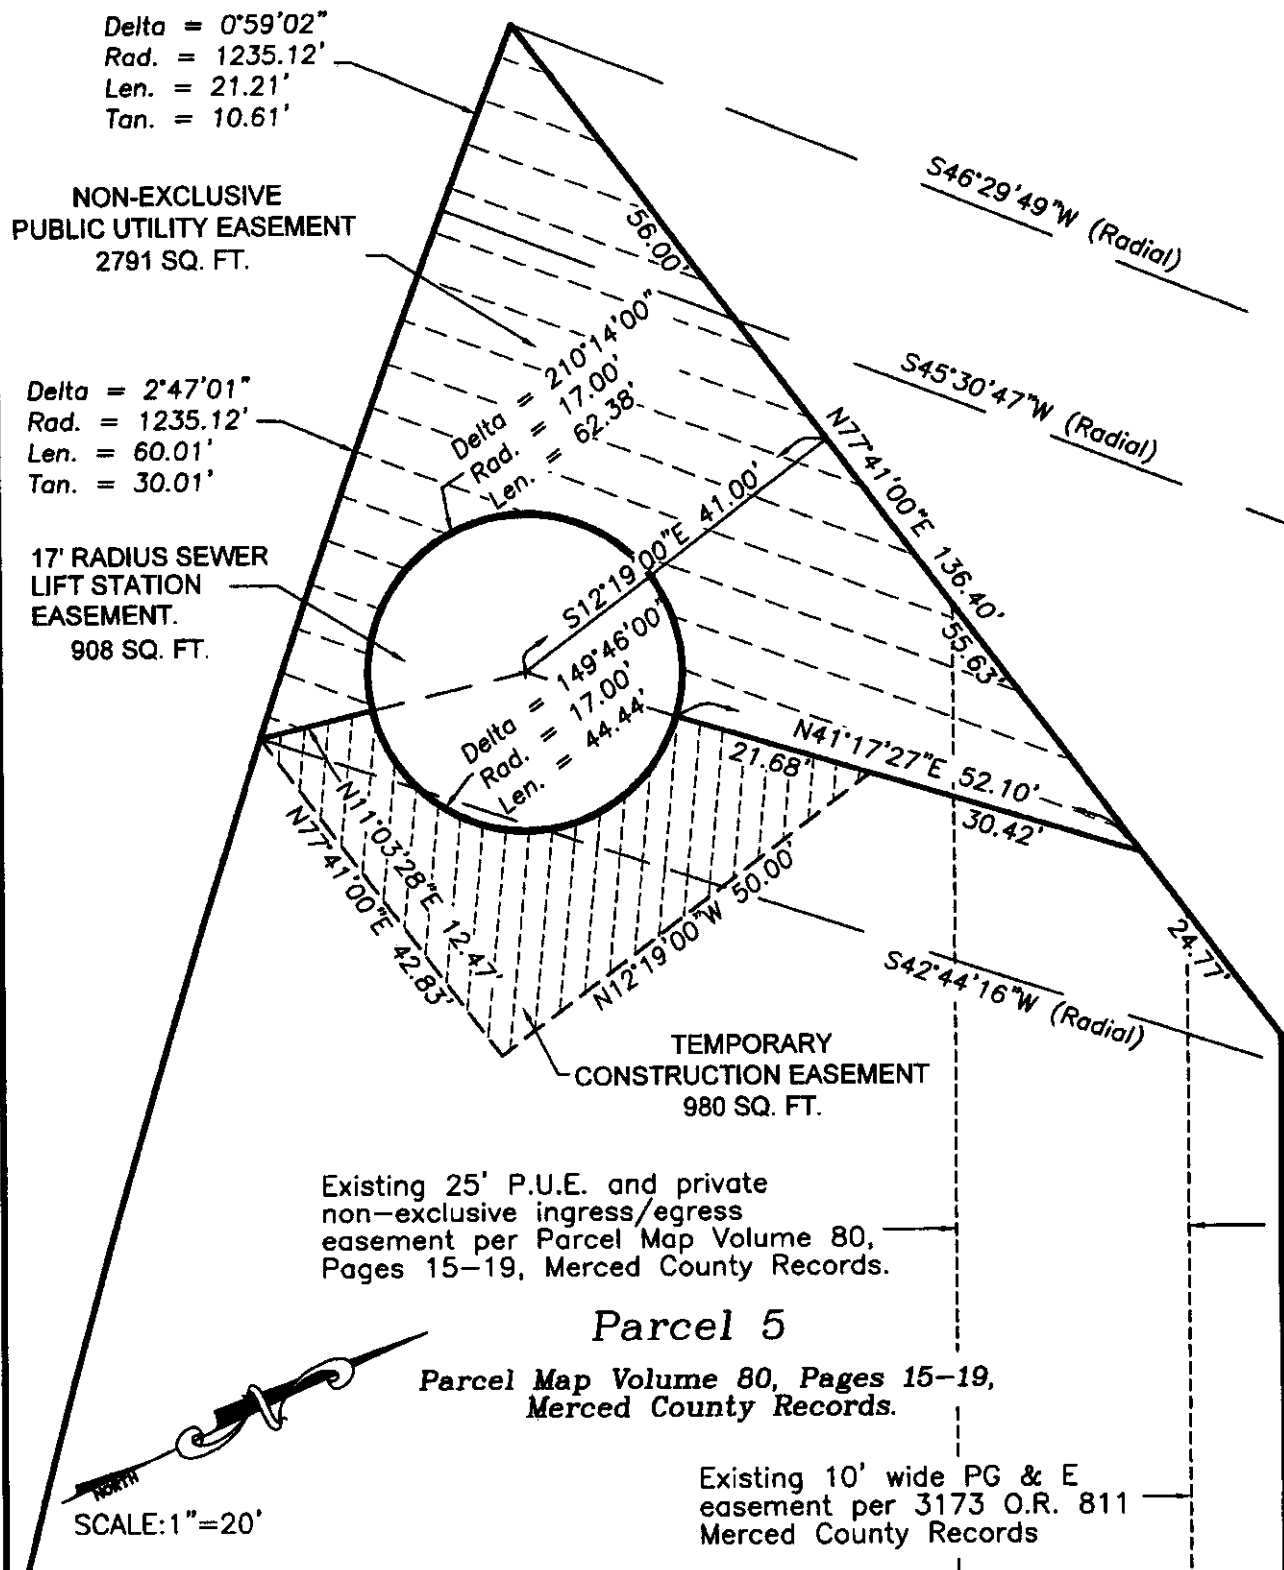 Delta = 0°59'02"
Rad. = 1235.12'
Len. = 21.21'
Tan. = 10.61'
NON-EXCLUSIVE
PUBLIC UTILITY EASEMENT
2791 SQ. FT.
S46°29'49"W (Radial)
56.00'
S45°30'47"W (Radial)
Delta = 2°47'01"
Rad. = 1235.12'
Len. = 60.01'
Tan. = 30.01'
Delta = 210°14'00"
Rad. = 17.00'
Len. = 62.38'
N77°41'00"E 136.40'
S12°19'00"E 41.00'
17' RADIUS SEWER
LIFT STATION
EASEMENT.
908 SQ. FT.
55.63'
Delta = 149°46'00"
Rad. = 17.00'
Len. = 44.44'
N41°17'27"E 52.10'
21.68'
30.42'
N11°03'28"E 12.47'
N77°41'00"E 42.83'
N12°19'00"W 50.00'
24.77'
S42°44'16"W (Radial)
TEMPORARY
CONSTRUCTION EASEMENT
980 SQ. FT.
Existing 25' P.U.E. and private
non-exclusive ingress/egress
easement per Parcel Map Volume 80,
Pages 15-19, Merced County Records.
Parcel 5
Parcel Map Volume 80, Pages 15-19,
Merced County Records.
NORTH
SCALE: 1"=20'
Existing 10' wide PG & E
easement per 3173 O.R. 811
Merced County Records